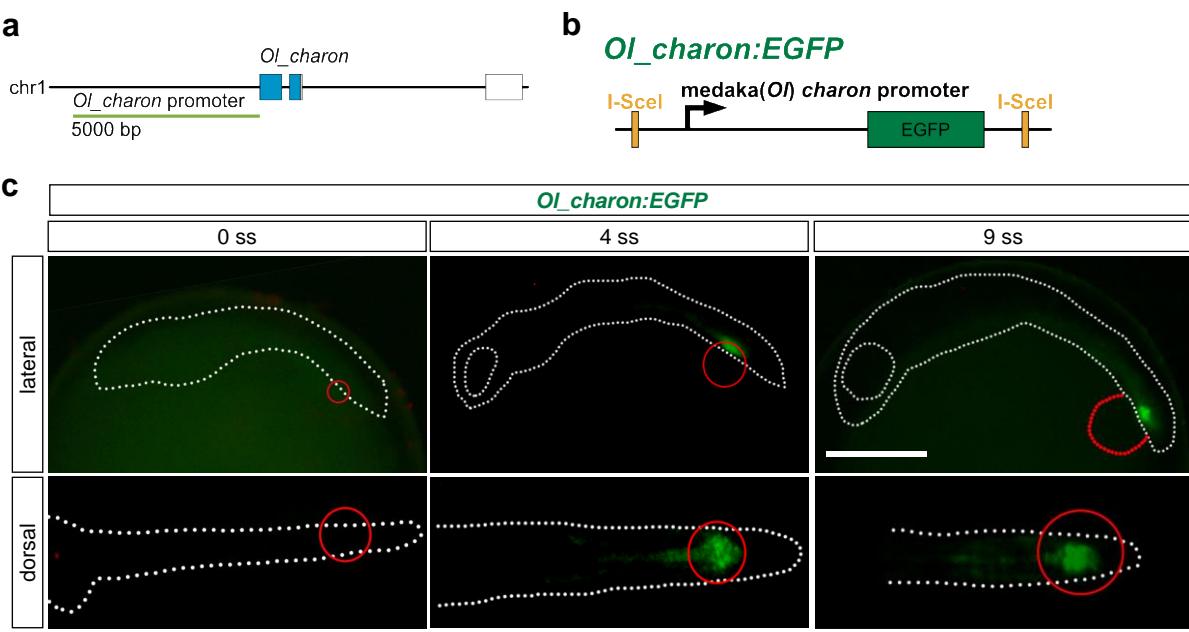 a
Ol_charon
chr1
Ol_charon promoter
5000 bp
b
Ol_charon:EGFP
I-SceI
medaka(Ol) charon promoter
I-SceI
EGFP
c
Ol_charon:EGFP
0 ss
4 ss
9 ss
lateral
dorsal